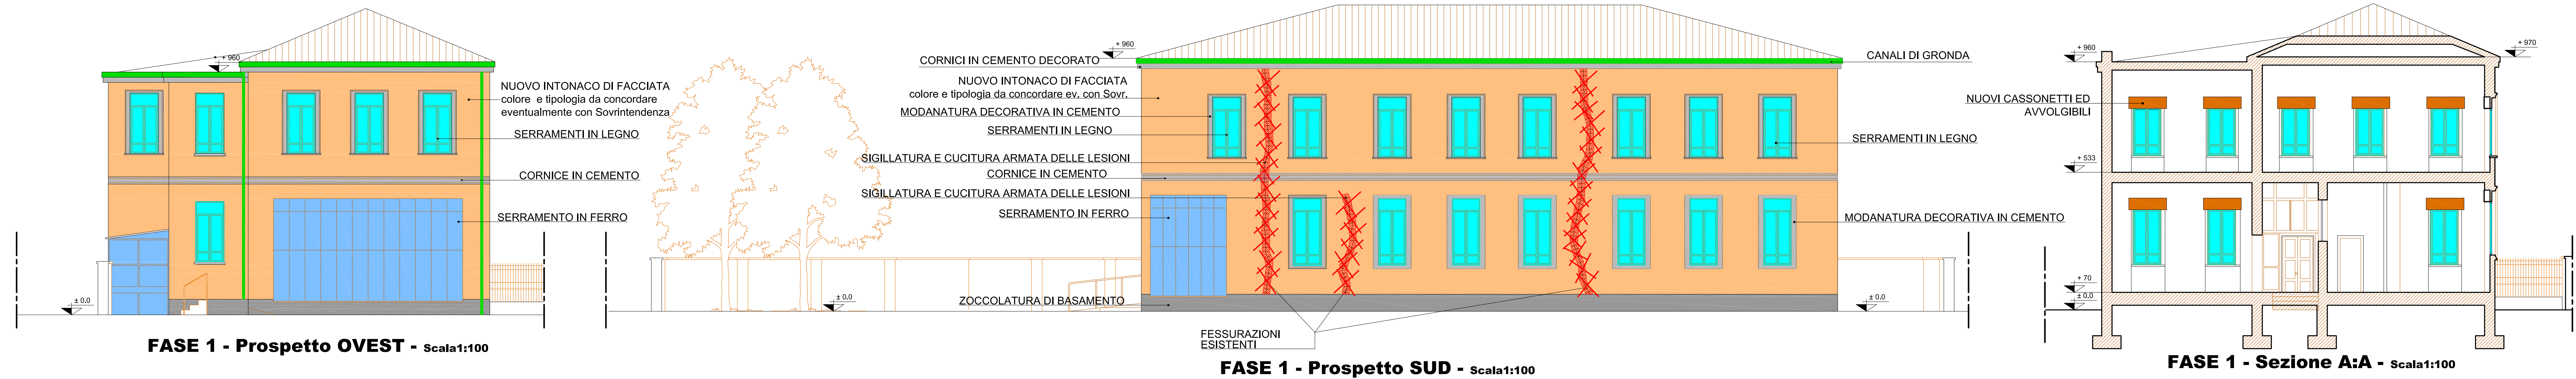 + 960
NUOVO INTONACO DI FACCIATA
colore e tipologia da concordare
eventualmente con Sovrintendenza
SERRAMENTI IN LEGNO
CORNICE IN CEMENTO
SERRAMENTO IN FERRO
± 0.0
FASE 1 - Prospetto OVEST - Scala1:100
+ 960
CORNICI IN CEMENTO DECORATO
NUOVO INTONACO DI FACCIATA
colore e tipologia da concordare ev. con Sovr.
MODANATURA DECORATIVA IN CEMENTO
SERRAMENTI IN LEGNO
SIGILLATURA E CUCITURA ARMATA DELLE LESIONI
CORNICE IN CEMENTO
SIGILLATURA E CUCITURA ARMATA DELLE LESIONI
SERRAMENTO IN FERRO
± 0.0
ZOCCOLATURA DI BASAMENTO
FESSURAZIONI
ESISTENTI
CANALI DI GRONDA
SERRAMENTI IN LEGNO
MODANATURA DECORATIVA IN CEMENTO
± 0.0
FASE 1 - Prospetto SUD - Scala1:100
+ 960
+ 970
NUOVI CASSONETTI ED
AVVOLGIBILI
+ 533
+ 70
± 0.0
FASE 1 - Sezione A:A - Scala1:100